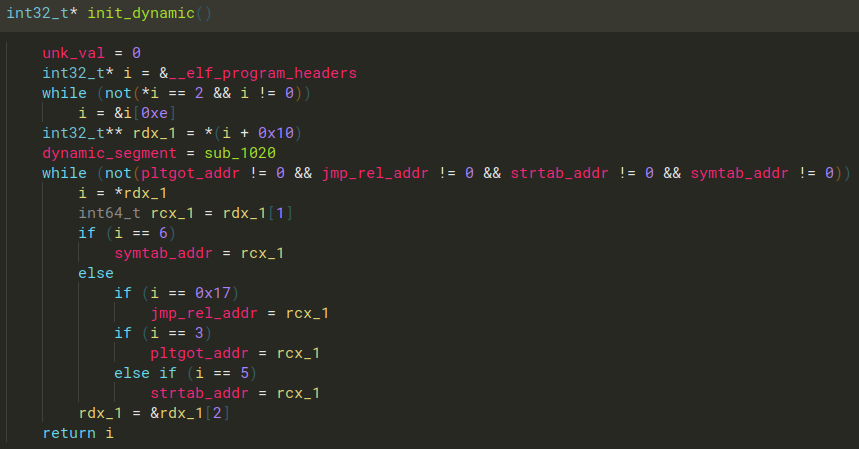 int32_t* init_dynamic()
unk_val = 0
int32_t* i = &__elf_program_headers
while (not(*i == 2 && i != 0))
i = &i[0xe]
int32_t** rdx_1 = *(i + 0x10)
dynamic_segment = sub_1020
while (not(pltgot_addr != 0 && jmp_rel_addr != 0 && strtab_addr != 0 && symtab_addr != 0))
i = *rdx_1
int64_t rcx_1 = rdx_1[1]
if (i == 6)
symtab_addr = rcx_1
else
if (i == 0x17)
jmp_rel_addr = rcx_1
if (i == 3)
pltgot_addr = rcx_1
else if (i == 5)
strtab_addr = rcx_1
rdx_1 = &rdx_1[2]
return i